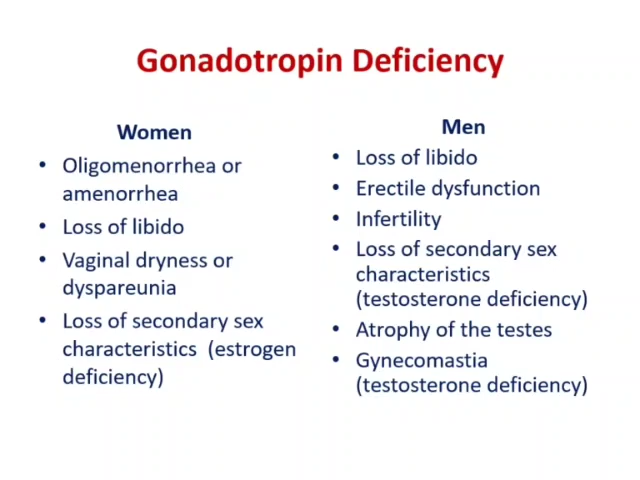 Gonadotropin Deficiency
Women
• Oligomenorrhea or
amenorrhea
• Loss of libido
• Vaginal dryness or
dyspareunia
• Loss of secondary sex
characteristics (estrogen
deficiency)
Men
• Loss of libido
• Erectile dysfunction
• Infertility
• Loss of secondary sex
characteristics
(testosterone deficiency)
• Atrophy of the testes
• Gynecomastia
(testosterone deficiency)